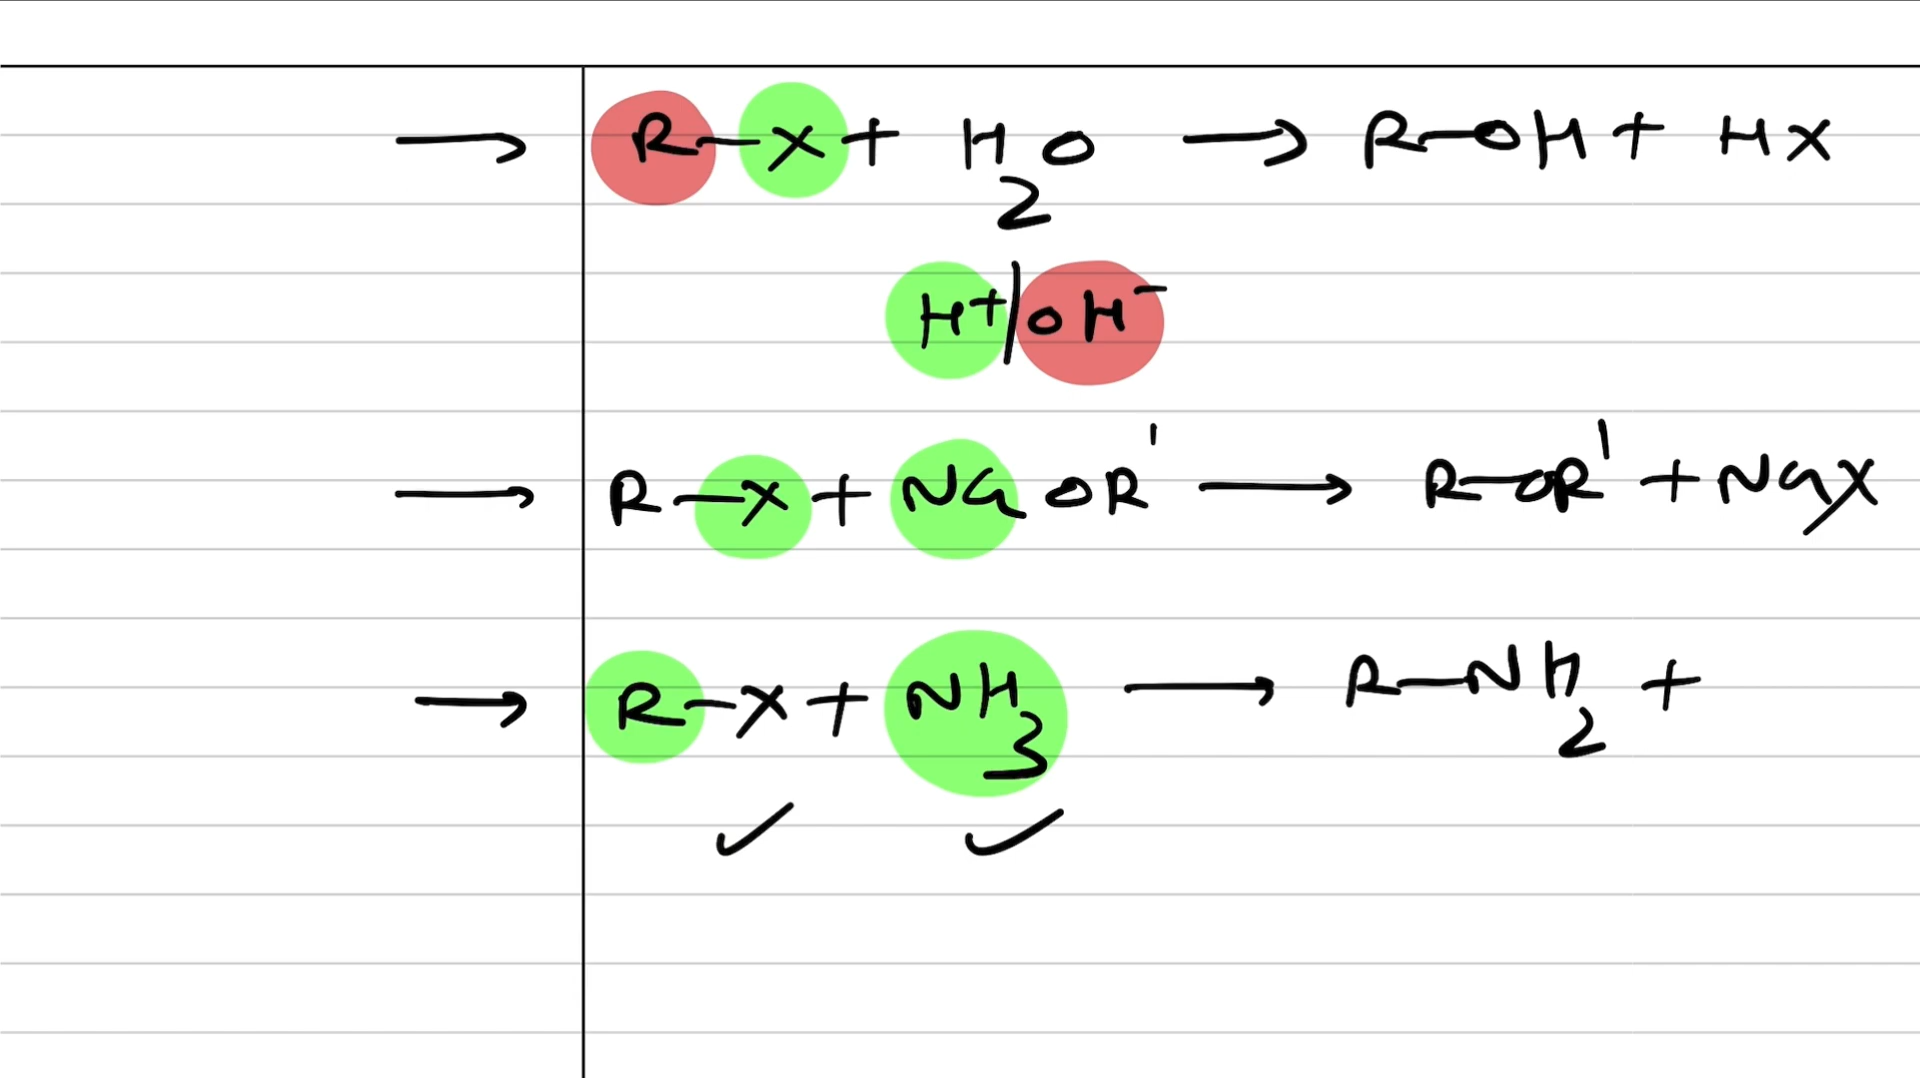 → R-X + H₂O → R-OH + HX
H⁺/OH⁻
→ R-X + NaOR' → R-OR' + NaX
→ R-X + NH₃ → R-NH₂ +
✓ ✓